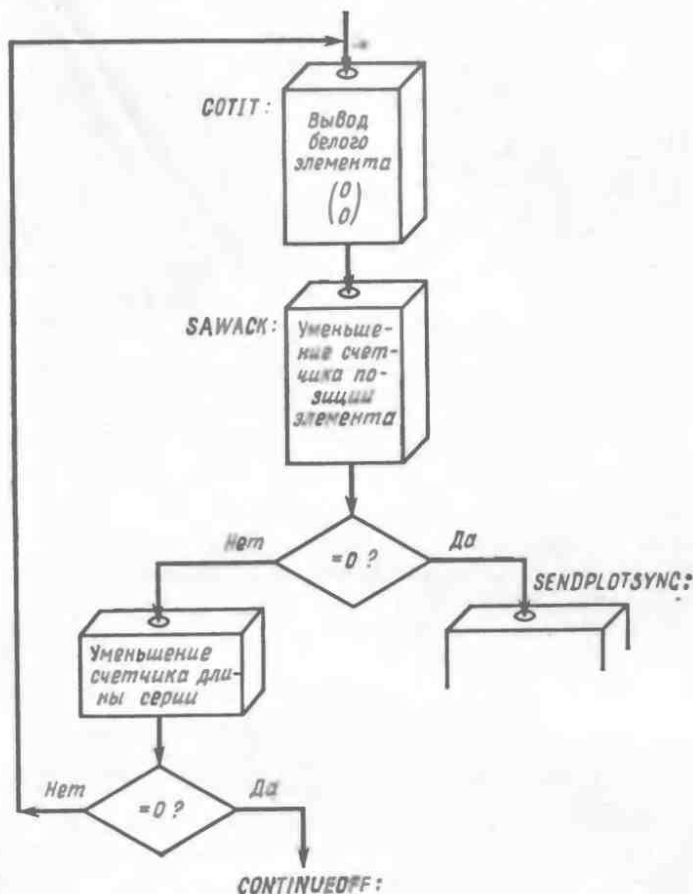 GOTIT:
Вывод
белого
элемента
(0
0)
SAWACK:
Уменьше-
ние счет-
чика по-
зиции
элемента
=0 ?
Нет
Да
SENDPLOTSYNC:
Уменьшение
счетчика дли-
ны серии
=0 ?
Нет
Да
CONTINUEOFF: